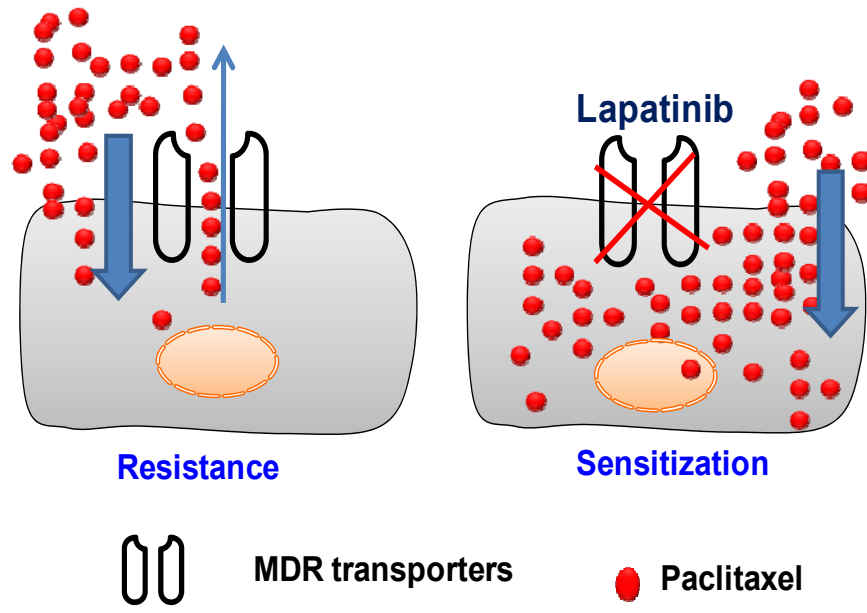 Lapatinib
Resistance
Sensitization
MDR transporters
Paclitaxel